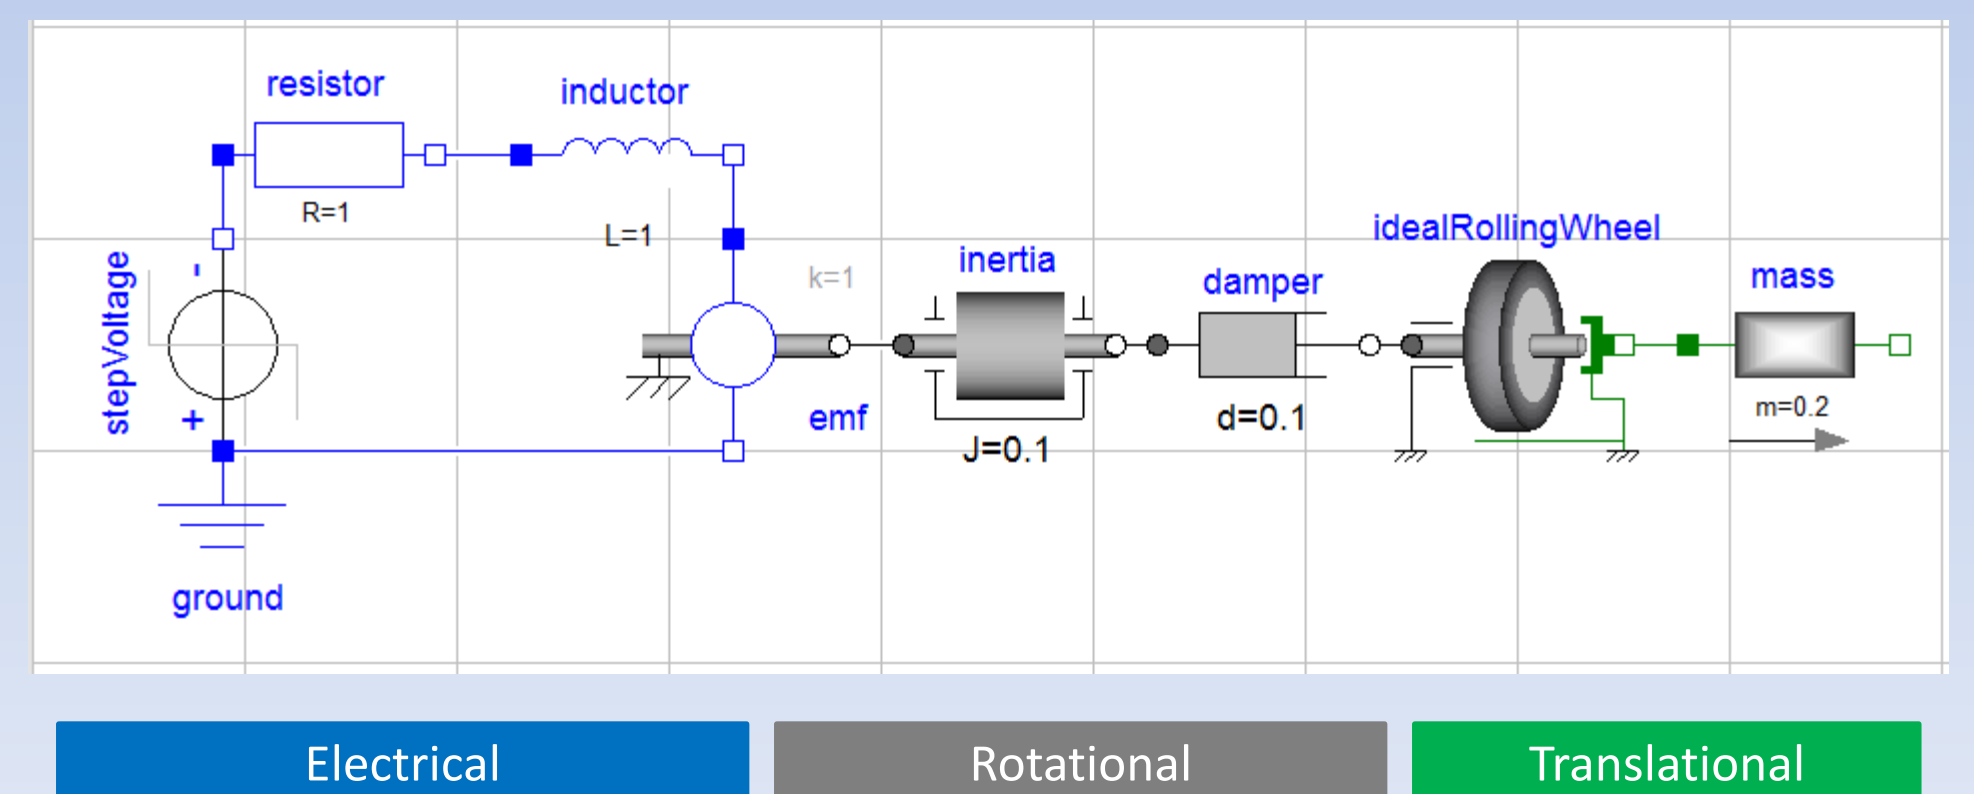 resistor
inductor
R=1
L=1
stepVoltage
-
+
k=1
emf
inertia
J=0.1
damper
d=0.1
idealRollingWheel
mass
m=0.2
ground
Electrical
Rotational
Translational